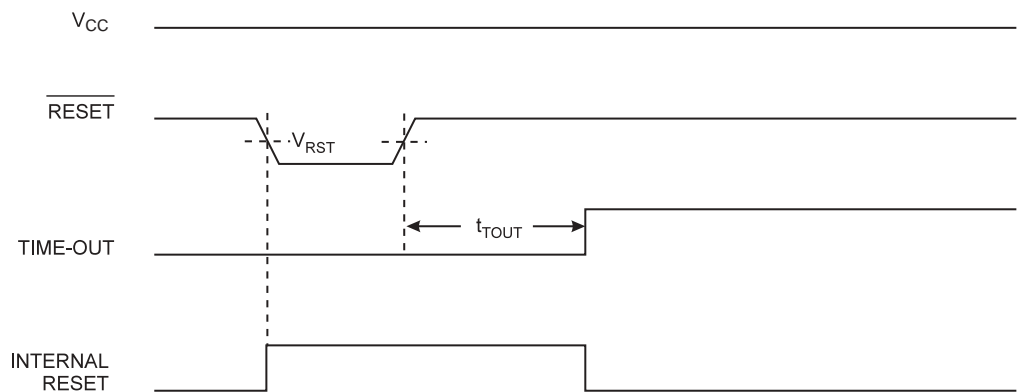 VCC
RESET
VRST
tTOUT
TIME-OUT
INTERNAL
RESET